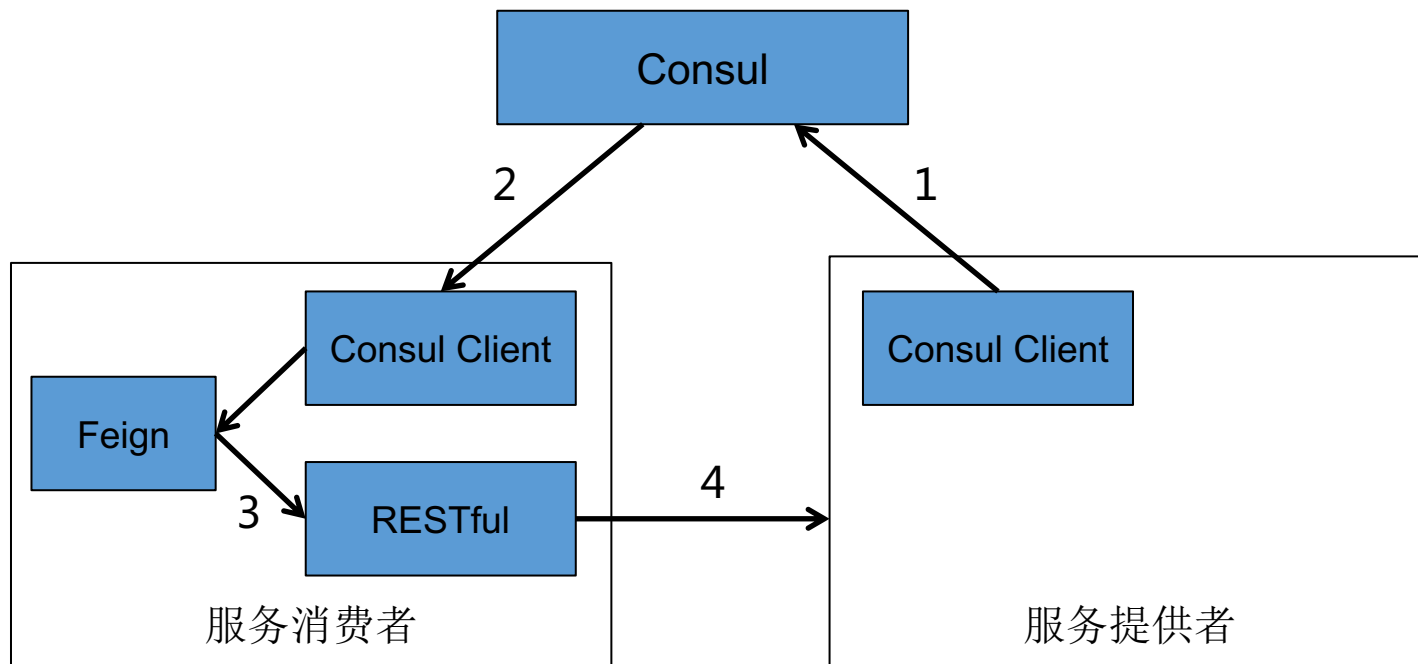 Consul
2
1
Consul Client
Consul Client
Feign
3
RESTful
4
服务消费者
服务提供者